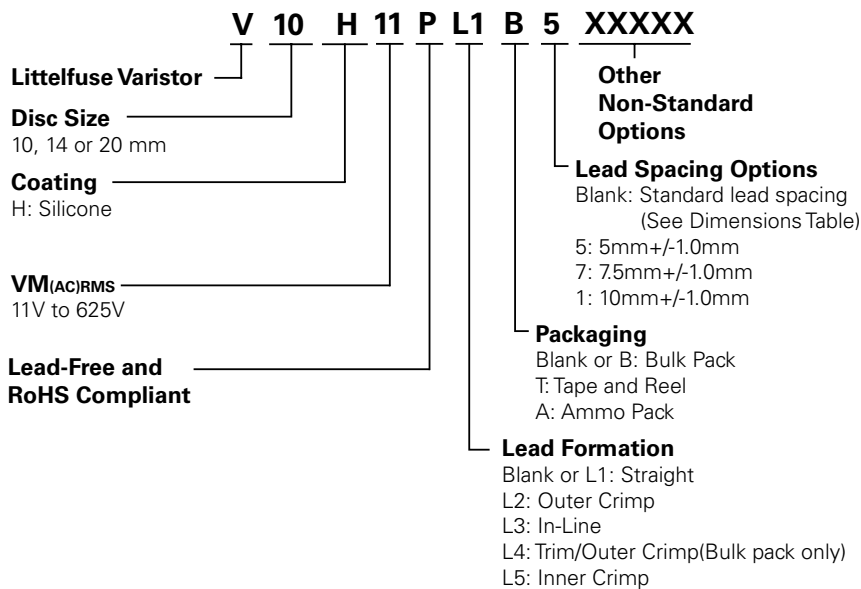 V 10 H 11 P L1 B 5 XXXXX
Littelfuse Varistor
Disc Size
10, 14 or 20 mm
Coating
H: Silicone
VM(AC)RMS
11V to 625V
Lead-Free and
RoHS Compliant
Other
Non-Standard
Options
Lead Spacing Options
Blank: Standard lead spacing
(See Dimensions Table)
5: 5mm+/-1.0mm
7: 7.5mm+/-1.0mm
1: 10mm+/-1.0mm
Packaging
Blank or B: Bulk Pack
T: Tape and Reel
A: Ammo Pack
Lead Formation
Blank or L1: Straight
L2: Outer Crimp
L3: In-Line
L4: Trim/Outer Crimp(Bulk pack only)
L5: Inner Crimp